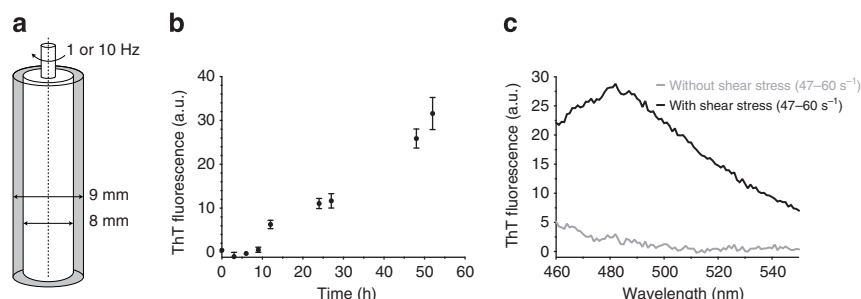 a
1 or 10 Hz
9 mm
8 mm
b
ThT fluorescence (a.u.)
40
30
20
10
0
0 10 20 30 40 50 60
Time (h)
c
ThT fluorescence (a.u.)
30
25
20
15
10
5
0
Without shear stress (47–60 s⁻¹)
With shear stress (47–60 s⁻¹)
460 480 500 520 540
Wavelength (nm)